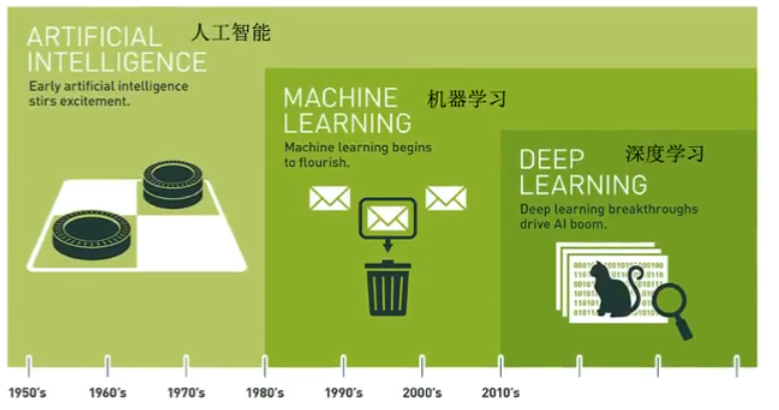 ARTIFICIAL 人工智能
INTELLIGENCE
Early artificial intelligence
stirs excitement.
MACHINE 机器学习
LEARNING
Machine learning begins
to flourish.
DEEP 深度学习
LEARNING
Deep learning breakthroughs
drive AI boom.
1950's 1960's 1970's 1980's 1990's 2000's 2010's